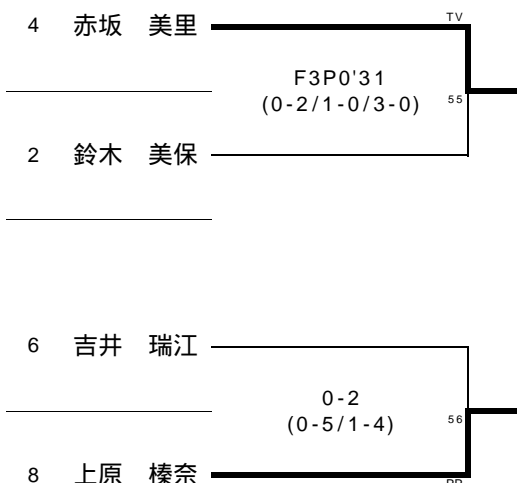 TV
4 赤坂 美里
F3P0'31
(0-2/1-0/3-0)
55
2 鈴木 美保
6 吉井 瑞江
0-2
(0-5/1-4)
56
8 上原 榛奈